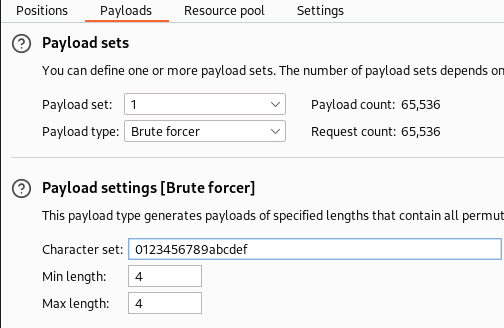 Positions Payloads Resource pool Settings
? Payload sets
You can define one or more payload sets. The number of payload sets depends on
Payload set: 1 Payload count: 65,536
Payload type: Brute forcer Request count: 65,536
? Payload settings [Brute forcer]
This payload type generates payloads of specified lengths that contain all permut
Character set: 0123456789abcdef
Min length: 4
Max length: 4